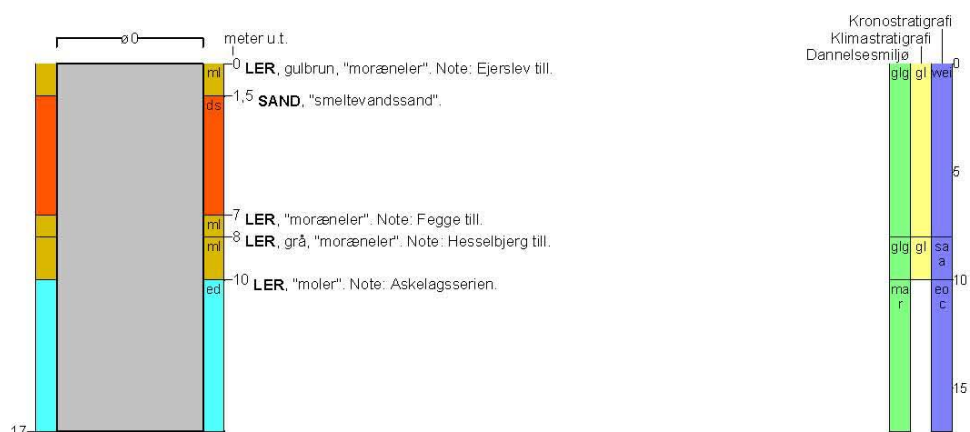 Kronostratigrafi
ø 0 meter u.t. Klimastratigrafi
Dannelsesmiljø
0 ml LER, gulbrun, "moræneler". Note: Ejerslev till. glg gl wei 0
1,5 ds SAND, "smeltevandssand".
5
7 ml LER, "moræneler". Note: Fegge till.
8 ml LER, grå, "moræneler". Note: Hesselbjerg till. glg gl sa a
10 ed LER, "moler". Note: Askelagsserien. ma r eo c 10
15
17